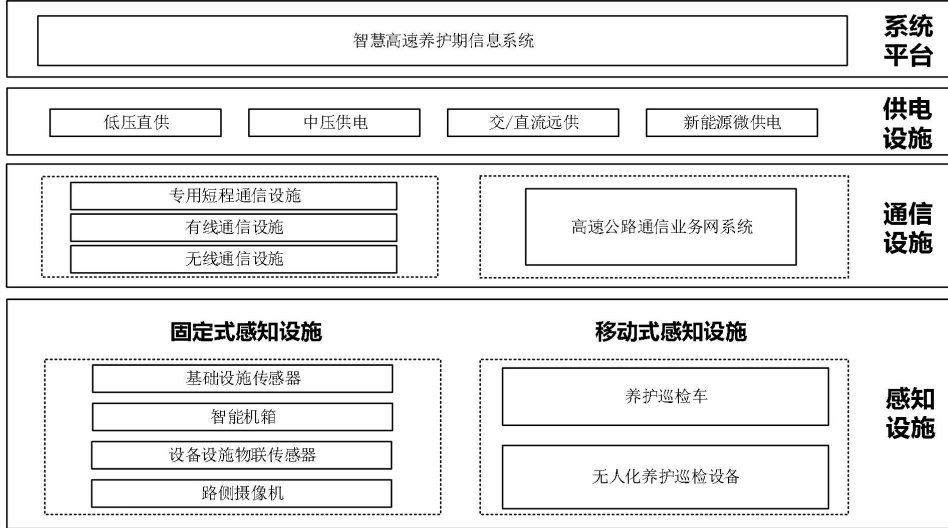 智慧高速养护期信息系统
系统
平台
低压直供
中压供电
交/直流远供
新能源微供电
供电
设施
专用短程通信设施
有线通信设施
无线通信设施
高速公路通信业务网系统
通信
设施
固定式感知设施
移动式感知设施
基础设施传感器
智能机箱
设备设施物联传感器
路侧摄像机
养护巡检车
无人化养护巡检设备
感知
设施